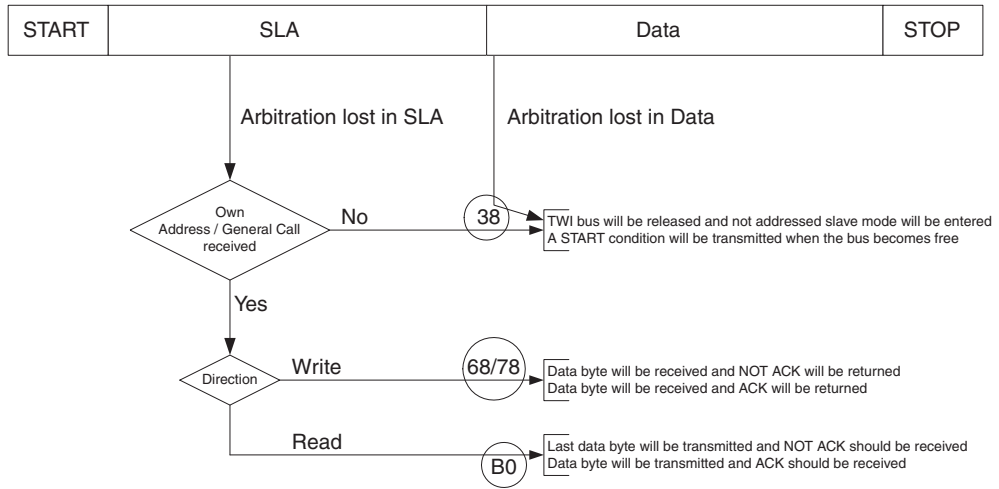 START SLA Data STOP
Arbitration lost in SLA Arbitration lost in Data
Own
Address / General Call
received
No
38
TWI bus will be released and not addressed slave mode will be entered
A START condition will be transmitted when the bus becomes free
Yes
Direction
Write
68/78
Data byte will be received and NOT ACK will be returned
Data byte will be received and ACK will be returned
Read
B0
Last data byte will be transmitted and NOT ACK should be received
Data byte will be transmitted and ACK should be received